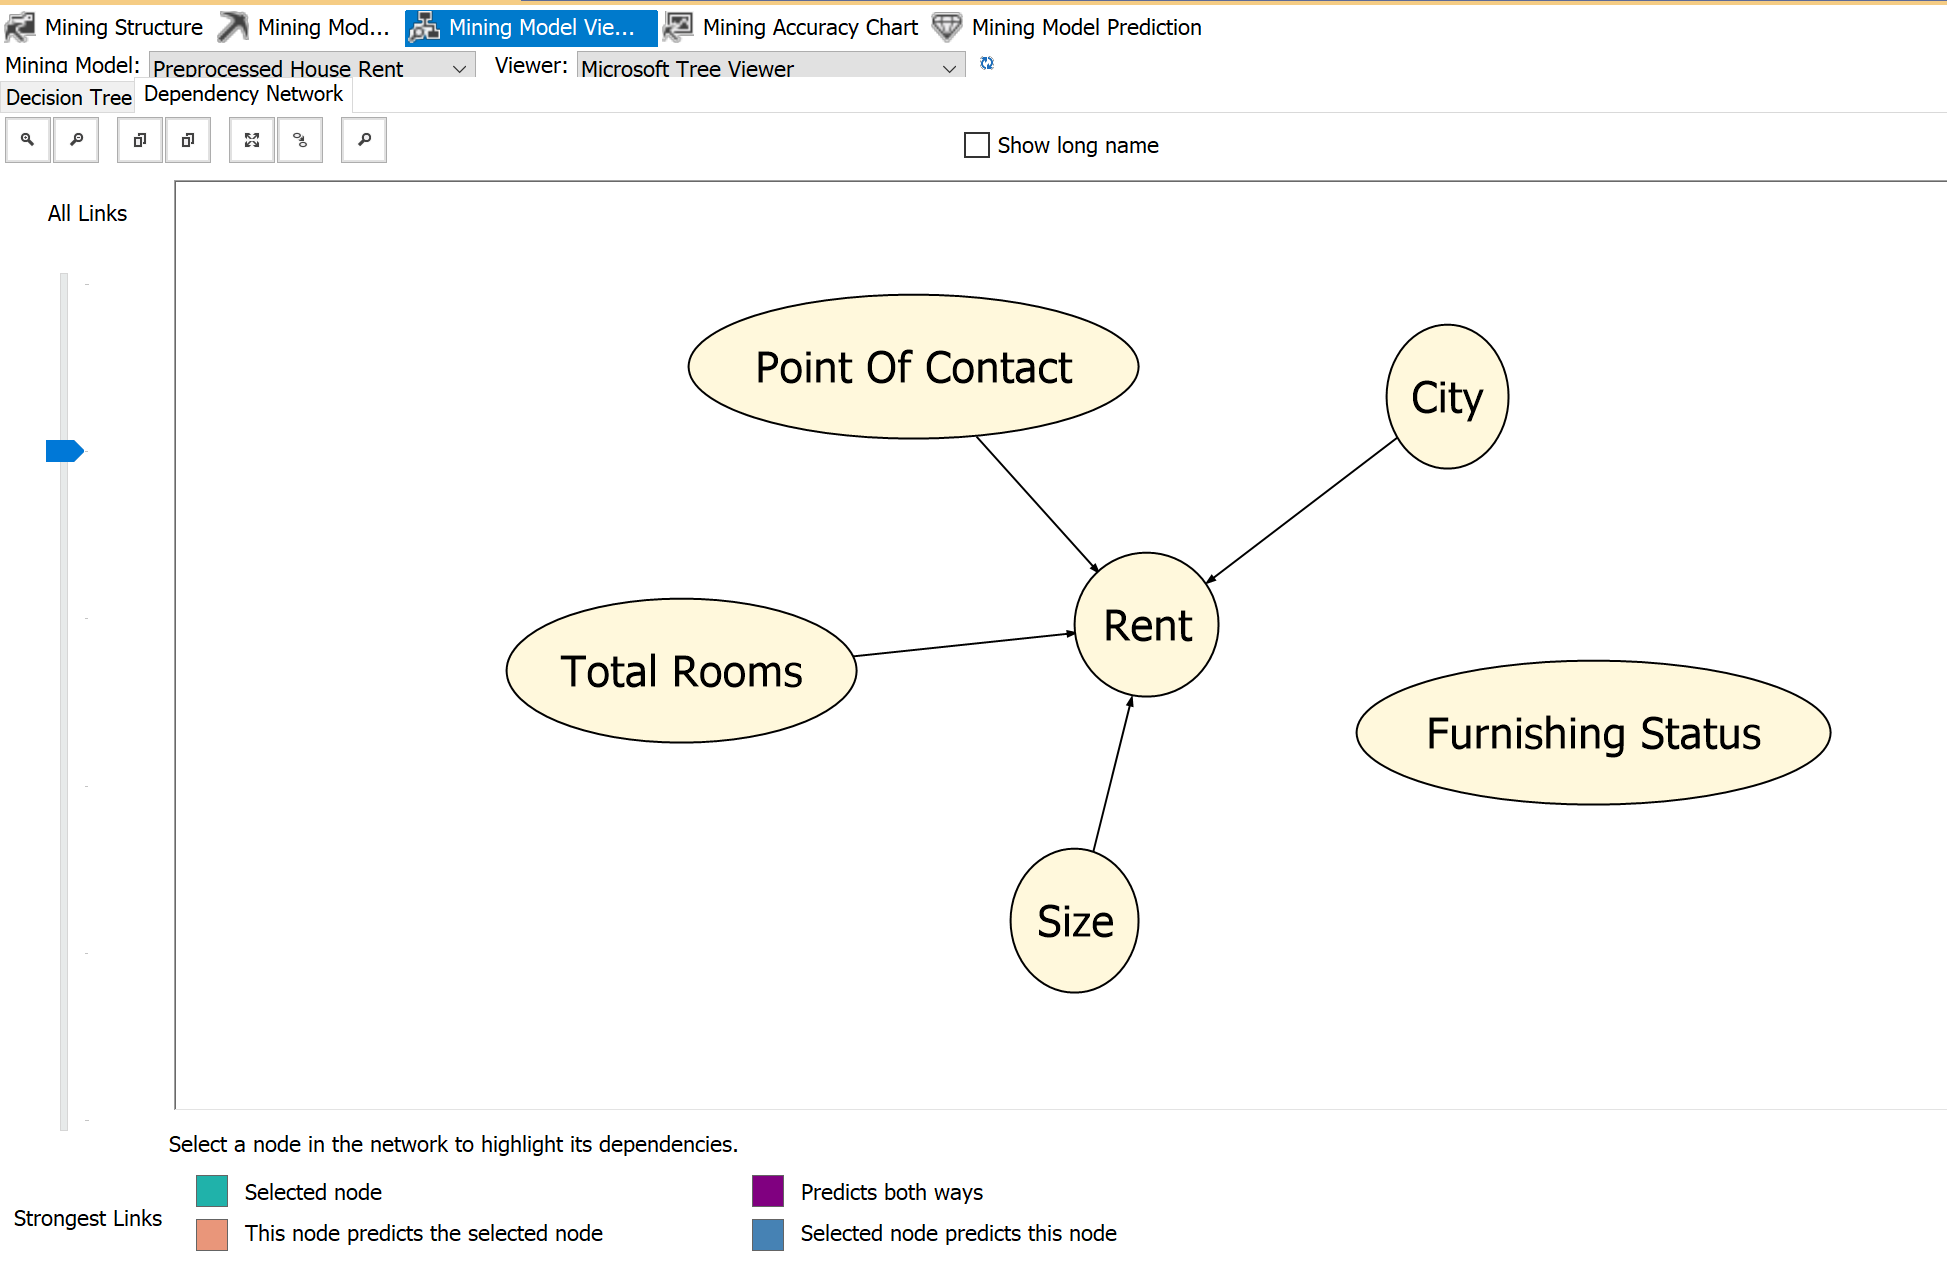 Mining Structure Mining Mod... Mining Model Vie... Mining Accuracy Chart Mining Model Prediction
Mining Model: Preprocessed House Rent Viewer: Microsoft Tree Viewer
Decision Tree Dependency Network
Show long name
All Links
Point Of Contact
City
Rent
Total Rooms
Furnishing Status
Size
Select a node in the network to highlight its dependencies.
Selected node Predicts both ways
Strongest Links
This node predicts the selected node Selected node predicts this node